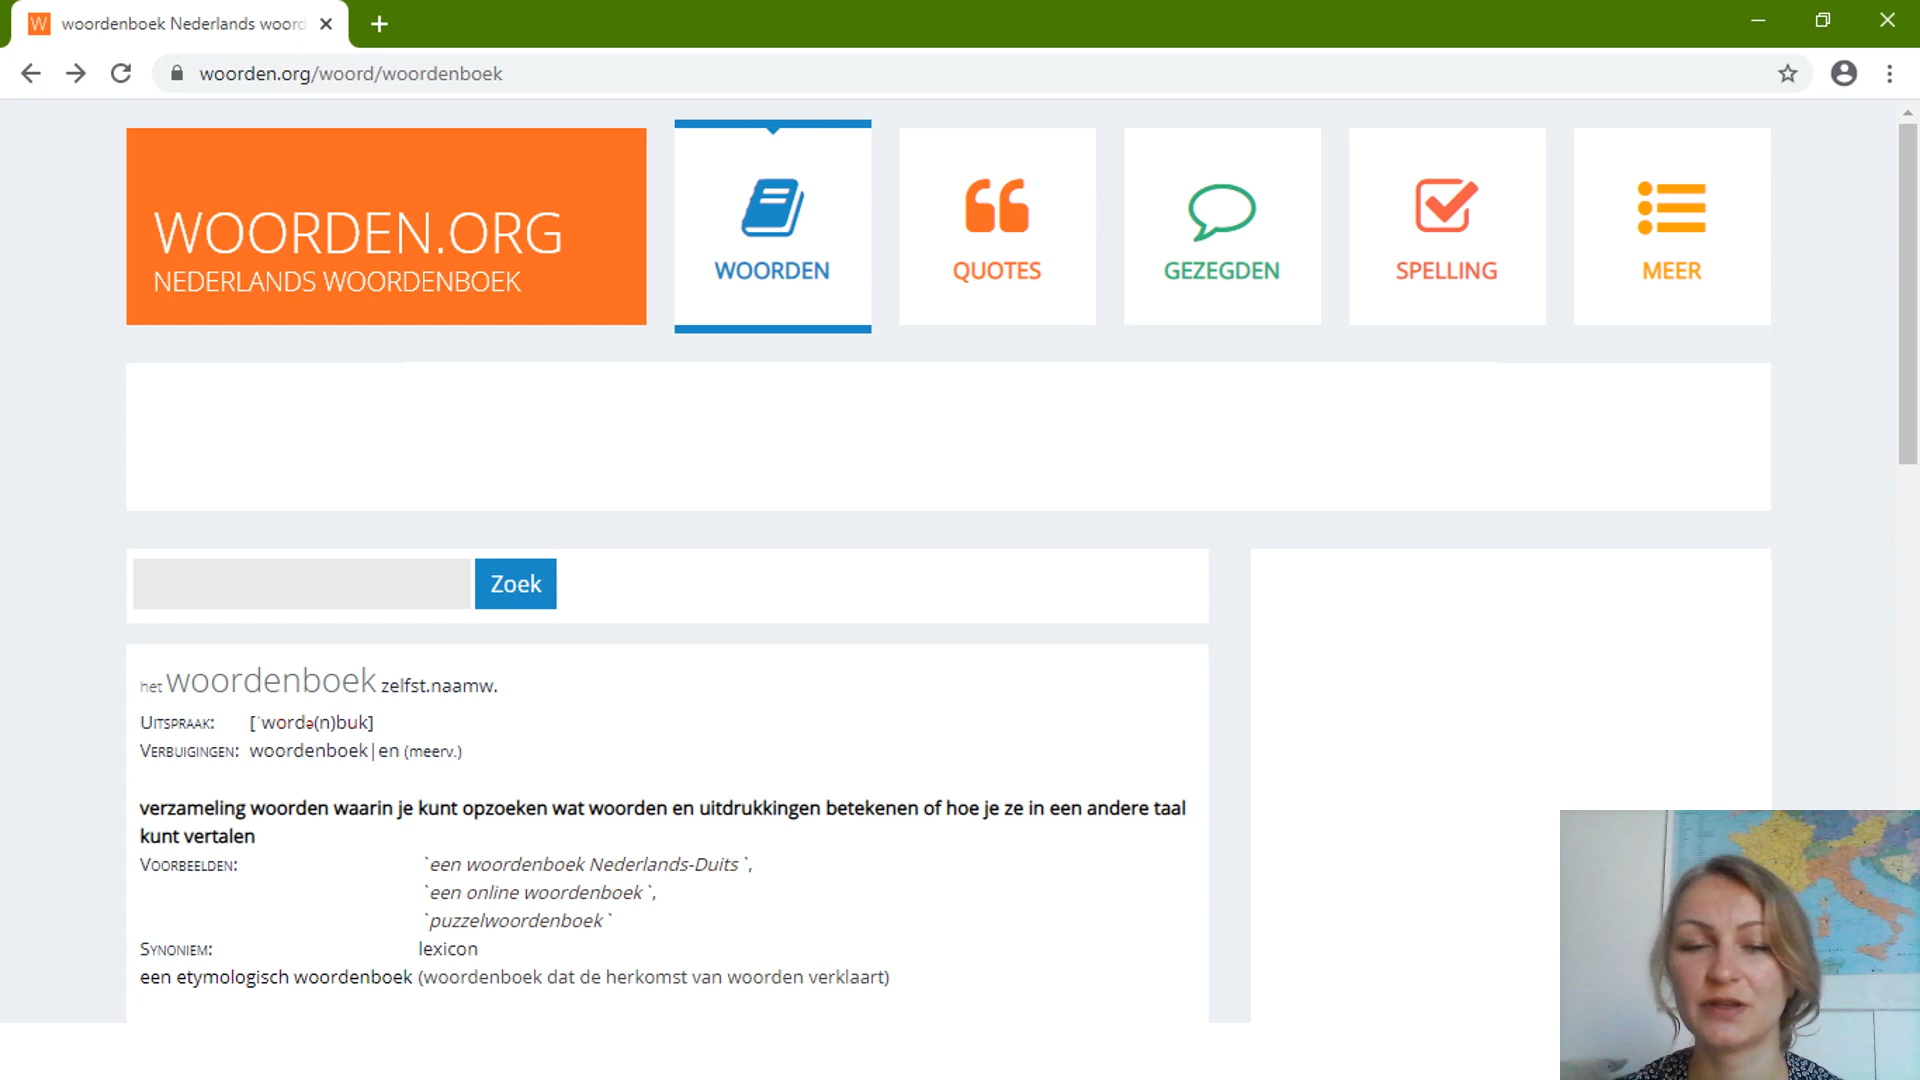 W woordenboek Nederlands woord
woorden.org/woord/woordenboek
WOORDEN.ORG
NEDERLANDS WOORDENBOEK
WOORDEN
QUOTES
GEZEGDEN
SPELLING
MEER
Zoek
het woordenboek zelfst.naamw.
UITSPRAAK: [ˈwordə(n)buk]
VERBUIGINGEN: woordenboek|en (meerv.)
verzameling woorden waarin je kunt opzoeken wat woorden en uitdrukkingen betekenen of hoe je ze in een andere taal
kunt vertalen
VOORBEELDEN: `een woordenboek Nederlands-Duits`,
`een online woordenboek`,
`puzzelwoordenboek`
SYNONIEM: lexicon
een etymologisch woordenboek (woordenboek dat de herkomst van woorden verklaart)